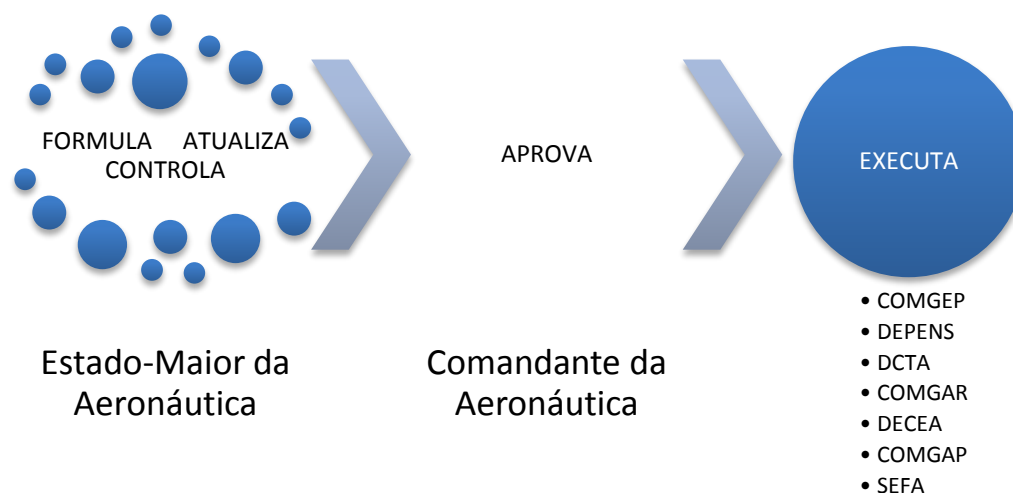 FORMULA ATUALIZA
CONTROLA
APROVA
EXECUTA
Estado-Maior da
Aeronáutica
Comandante da
Aeronáutica
• COMGEP
• DEPENS
• DCTA
• COMGAR
• DECEA
• COMGAP
• SEFA